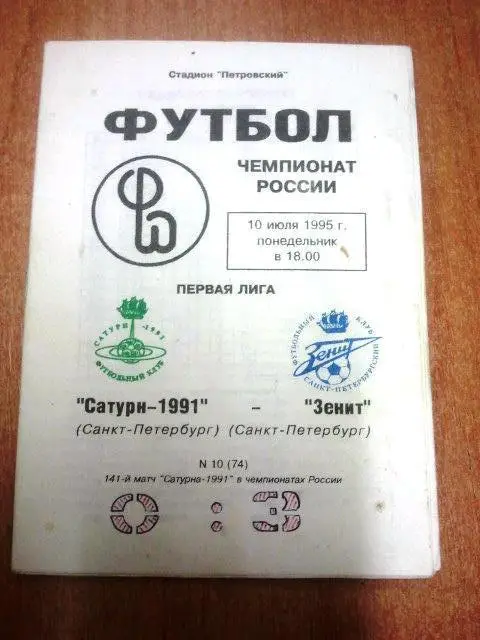 Стадион "Петровский"
ФУТБОЛ
ЧЕМПИОНАТ
РОССИИ
10 июля 1995 г.
понедельник
в 18.00
ПЕРВАЯ ЛИГА
САТУРН -1991
ФУТБОЛЬНЫЙ КЛУБ
ФУТБОЛЬНЫЙ КЛУБ
Зенит
САНКТ-ПЕТЕРБУРГСКИЙ
"Сатурн-1991" - "Зенит"
(Санкт-Петербург) (Санкт-Петербург)
N 10 (74)
141-й матч "Сатурна-1991" в чемпионатах России
0 : 3